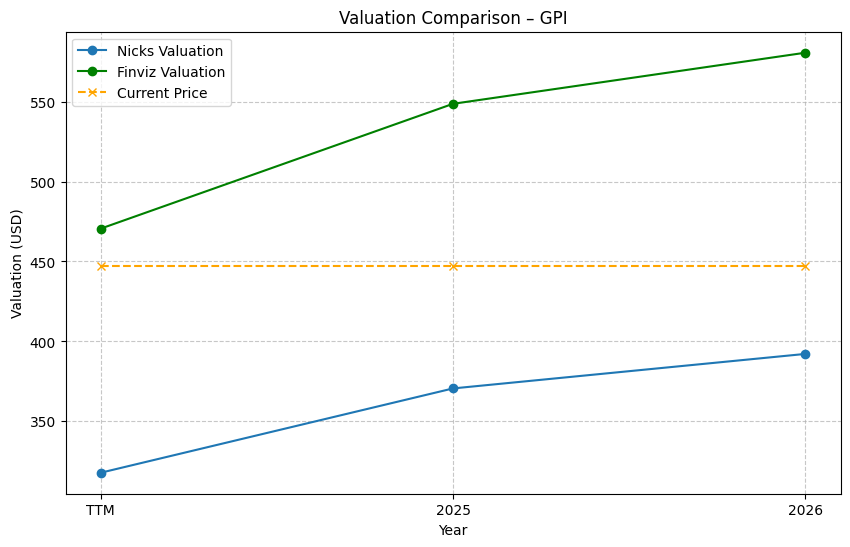 Valuation Comparison – GPI
Nicks Valuation
Finviz Valuation
Current Price
Valuation (USD)
550
500
450
400
350
TTM
2025
2026
Year